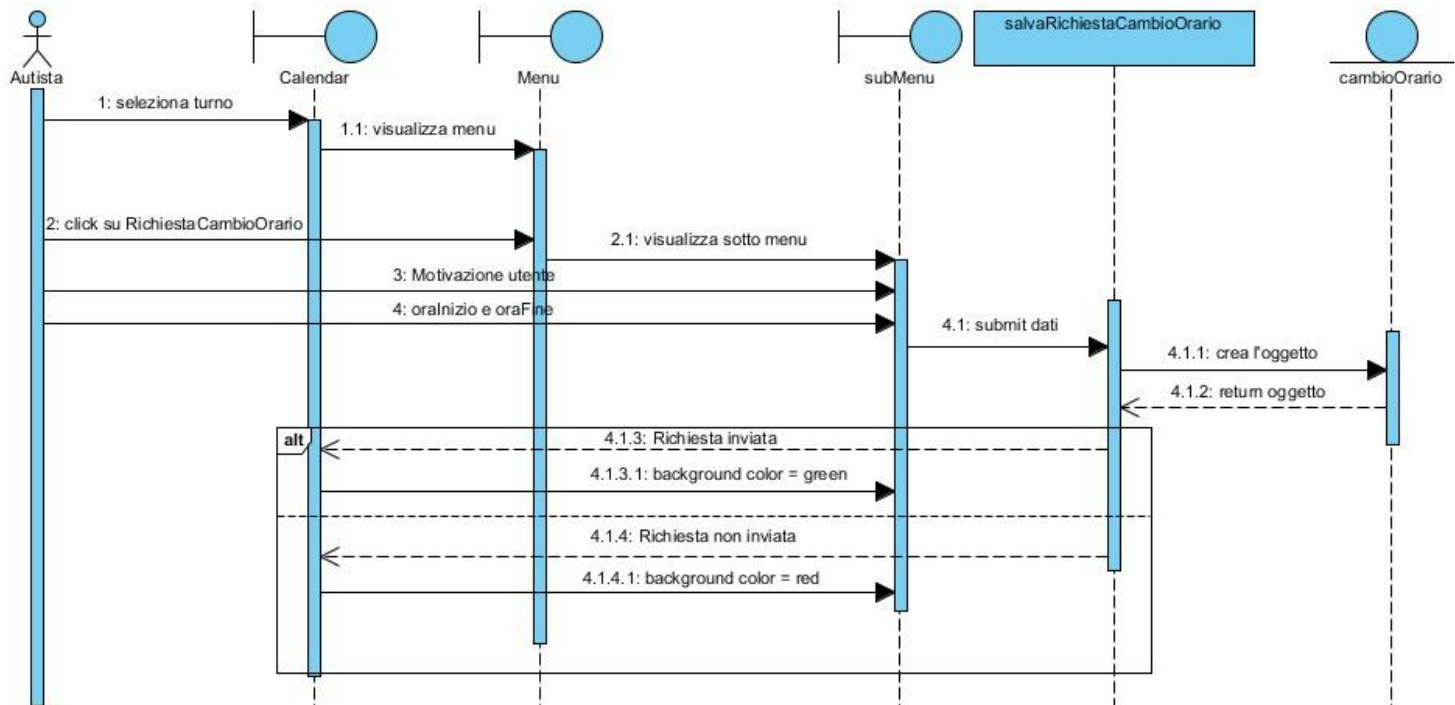 salvaRichiestaCambioOrario
Autista
Calendar
Menu
subMenu
cambioOrario
1: seleziona turno
1.1: visualizza menu
2: click su RichiestaCambioOrario
2.1: visualizza sotto menu
3: Motivazione utente
4: oraInizio e oraFine
4.1: submit dati
4.1.1: crea l'oggetto
4.1.2: return oggetto
alt
4.1.3: Richiesta inviata
4.1.3.1: background color = green
4.1.4: Richiesta non inviata
4.1.4.1: background color = red